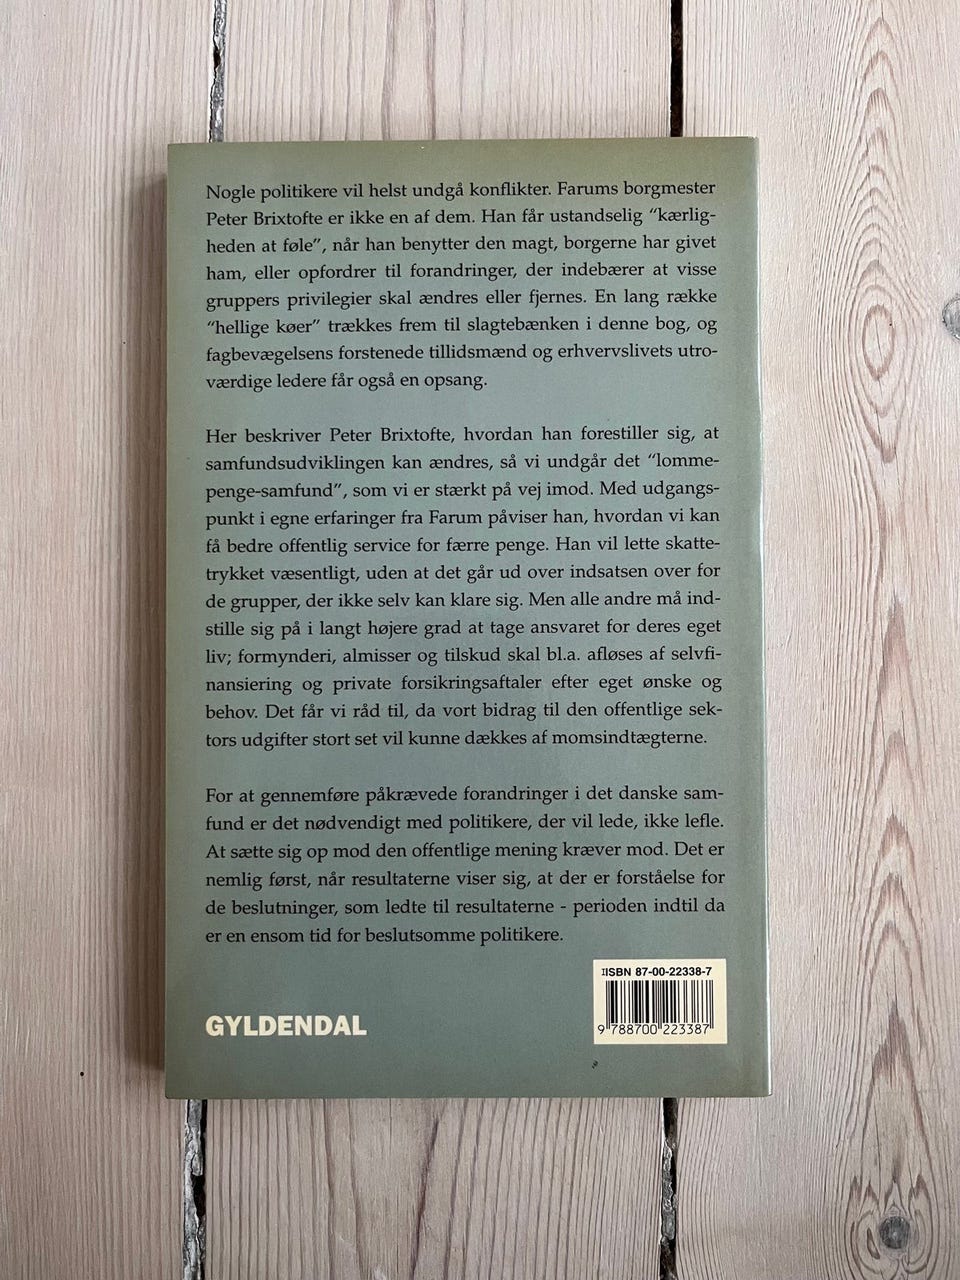 Nogle politikere vil helst undgå konflikter. Farums borgmester
Peter Brixtofte er ikke en af dem. Han får ustandselig “kærlig-
heden at føle”, når han benytter den magt, borgerne har givet
ham, eller opfordrer til forandringer, der indebærer at visse
gruppers privilegier skal ændres eller fjernes. En lang række
“hellige køer” trækkes frem til slagtebænken i denne bog, og
fagbevægelsens forstenede tillidsmænd og erhvervslivets utro-
værdige ledere får også en opsang.
Her beskriver Peter Brixtofte, hvordan han forestiller sig, at
samfundsudviklingen kan ændres, så vi undgår det “lomme-
penge-samfund”, som vi er stærkt på vej imod. Med udgangs-
punkt i egne erfaringer fra Farum påviser han, hvordan vi kan
få bedre offentlig service for færre penge. Han vil lette skatte-
trykket væsentligt, uden at det går ud over indsatsen over for
de grupper, der ikke selv kan klare sig. Men alle andre må ind-
stille sig på i langt højere grad at tage ansvaret for deres eget
liv; formynderi, almisser og tilskud skal bl.a. afløses af selvfi-
nansiering og private forsikringsaftaler efter eget ønske og
behov. Det får vi råd til, da vort bidrag til den offentlige sek-
tors udgifter stort set vil kunne dækkes af momsindtægterne.
For at gennemføre påkrævede forandringer i det danske sam-
fund er det nødvendigt med politikere, der vil lede, ikke lefle.
At sætte sig op mod den offentlige mening kræver mod. Det er
nemlig først, når resultaterne viser sig, at der er forståelse for
de beslutninger, som ledte til resultaterne - perioden indtil da
er en ensom tid for beslutsomme politikere.
IISBN 87-00-22338-7
GYLDENDAL
9 788700 223387